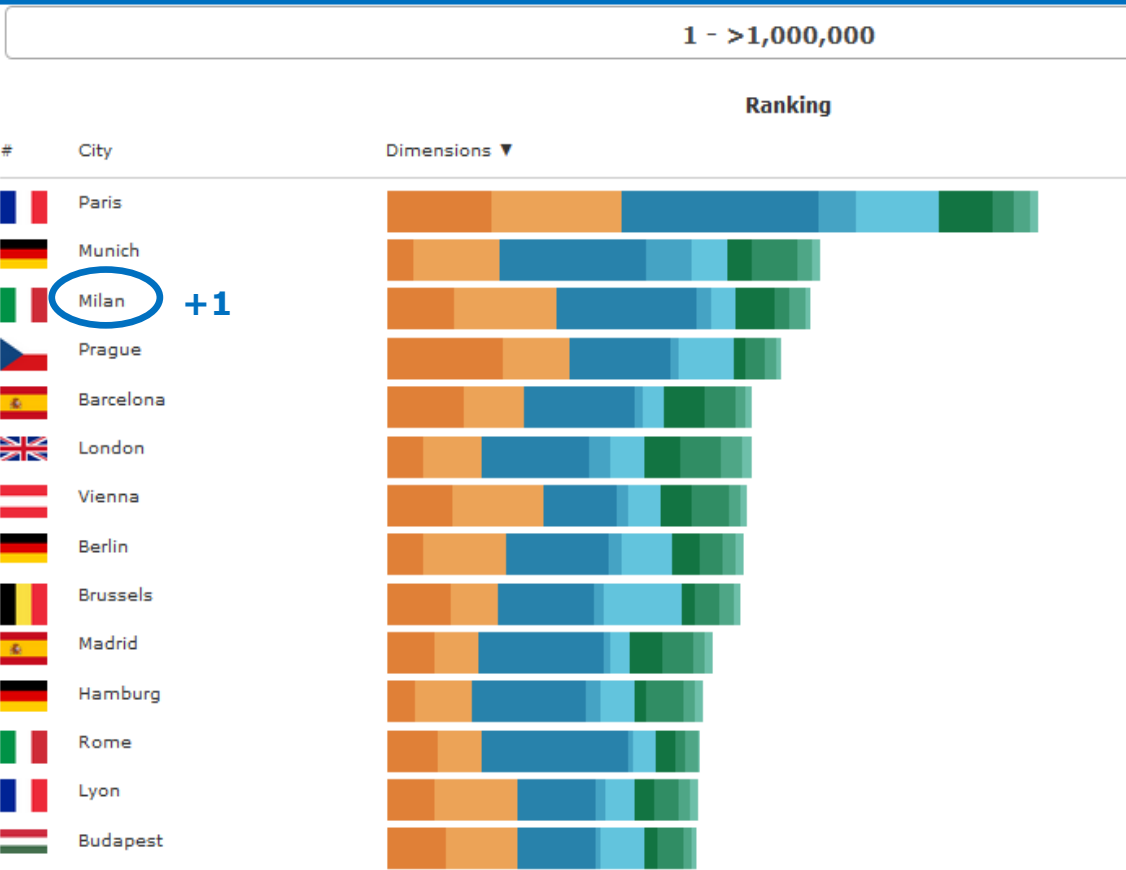 1 - >1,000,000
Ranking
# City Dimensions ▼
Paris
Munich
Milan +1
Prague
Barcelona
London
Vienna
Berlin
Brussels
Madrid
Hamburg
Rome
Lyon
Budapest